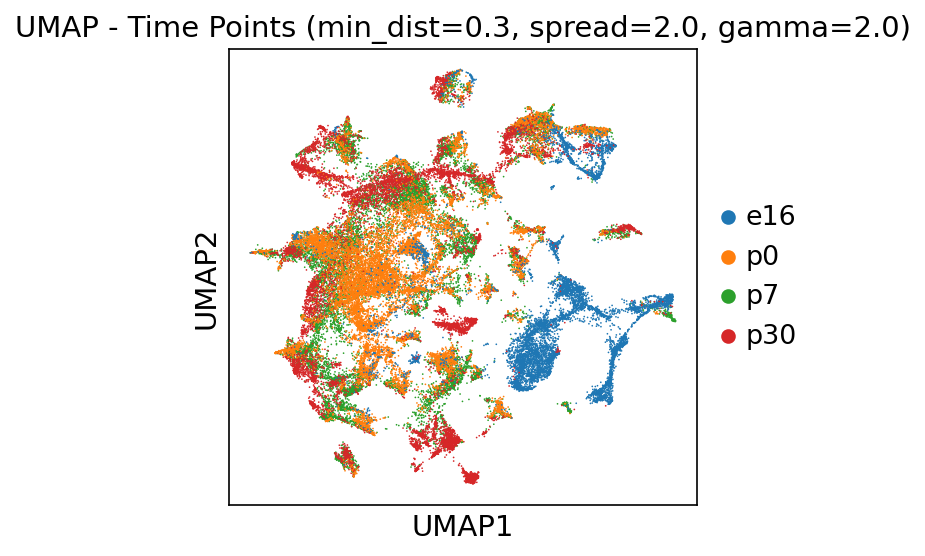 UMAP - Time Points (min_dist=0.3, spread=2.0, gamma=2.0)
UMAP2
e16
p0
p7
p30
UMAP1